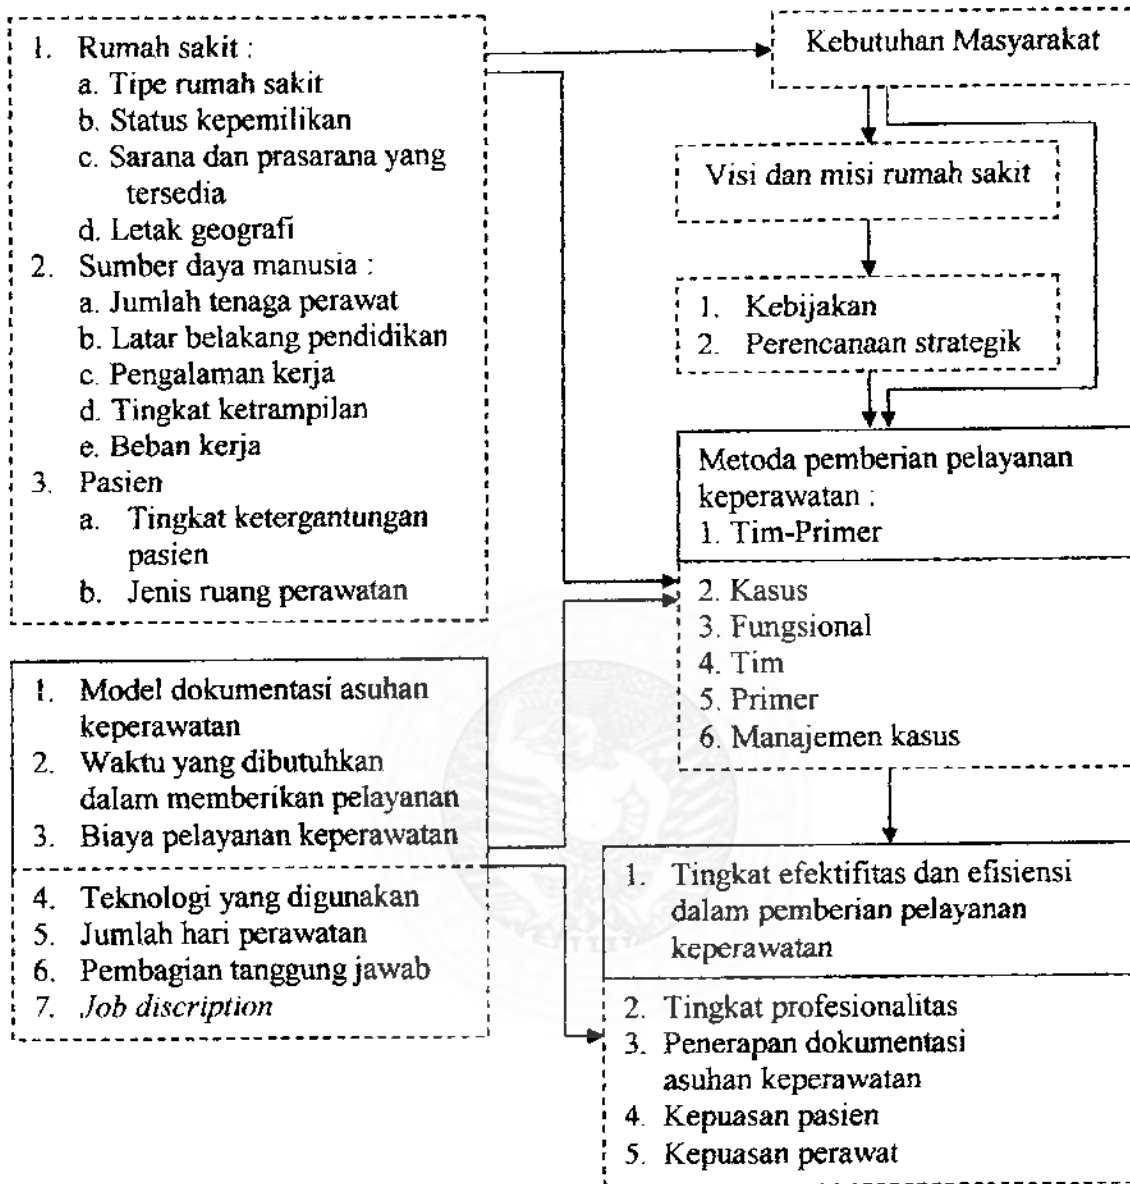 1. Rumah sakit :
a. Tipe rumah sakit
b. Status kepemilikan
c. Sarana dan prasarana yang
tersedia
d. Letak geografi
2. Sumber daya manusia :
a. Jumlah tenaga perawat
b. Latar belakang pendidikan
c. Pengalaman kerja
d. Tingkat ketrampilan
e. Beban kerja
3. Pasien
a. Tingkat ketergantungan
pasien
b. Jenis ruang perawatan
1. Model dokumentasi asuhan
keperawatan
2. Waktu yang dibutuhkan
dalam memberikan pelayanan
3. Biaya pelayanan keperawatan
4. Teknologi yang digunakan
5. Jumlah hari perawatan
6. Pembagian tanggung jawab
7. Job discription
Kebutuhan Masyarakat
Visi dan misi rumah sakit
1. Kebijakan
2. Perencanaan strategik
Metoda pemberian pelayanan
keperawatan :
1. Tim-Primer
2. Kasus
3. Fungsional
4. Tim
5. Primer
6. Manajemen kasus
1. Tingkat efektifitas dan efisiensi
dalam pemberian pelayanan
keperawatan
2. Tingkat profesionalitas
3. Penerapan dokumentasi
asuhan keperawatan
4. Kepuasan pasien
5. Kepuasan perawat